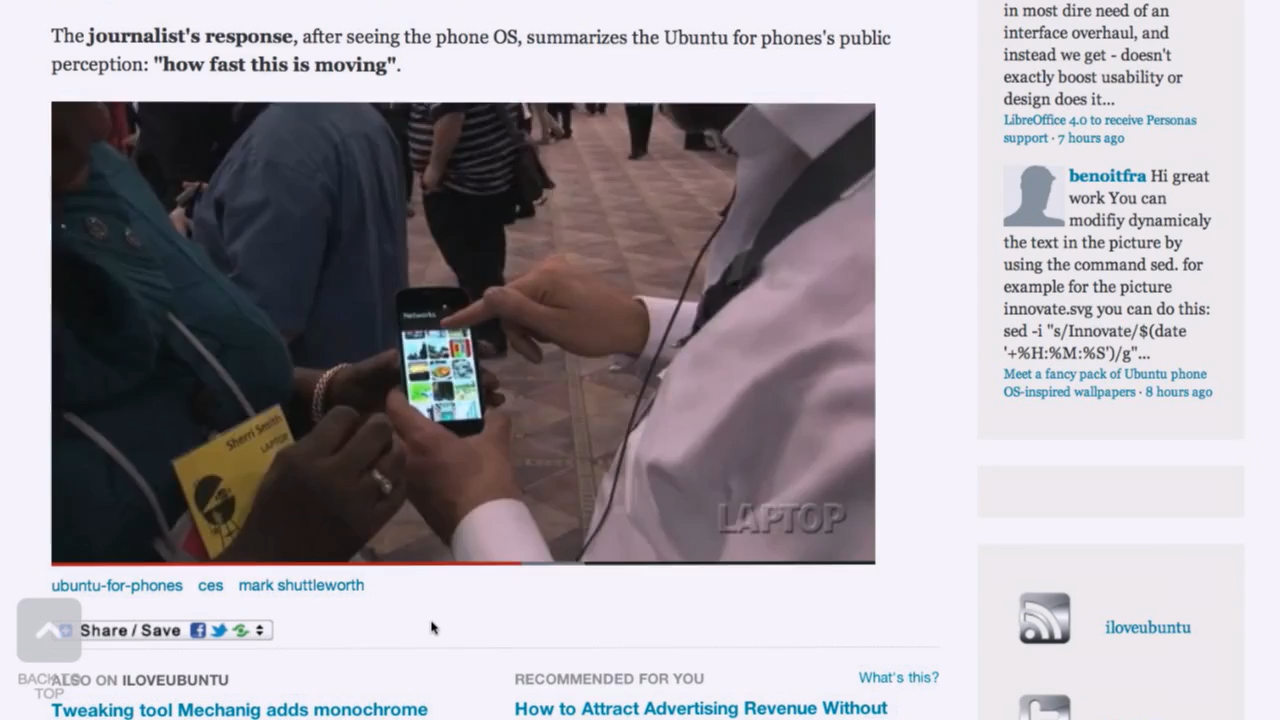 The journalist's response, after seeing the phone OS, summarizes the Ubuntu for phones's public
perception: "how fast this is moving".
Networks
Sherri Smith
LAPTOP
LAPTOP
ubuntu-for-phones ces mark shuttleworth
Share / Save
BACK TO
TOP
ALSO ON ILOVEUBUNTU
Tweaking tool Mechanig adds monochrome
RECOMMENDED FOR YOU
What's this?
How to Attract Advertising Revenue Without
in most dire need of an
interface overhaul, and
instead we get - doesn't
exactly boost usability or
design does it...
LibreOffice 4.0 to receive Personas
support · 7 hours ago
benoitfra Hi great
work You can
modifiy dynamicaly
the text in the picture by
using the command sed. for
example for the picture
innovate.svg you can do this:
sed -i "s/Innovate/$(date
'+%H:%M:%S')/g"...
Meet a fancy pack of Ubuntu phone
OS-inspired wallpapers · 8 hours ago
iloveubuntu